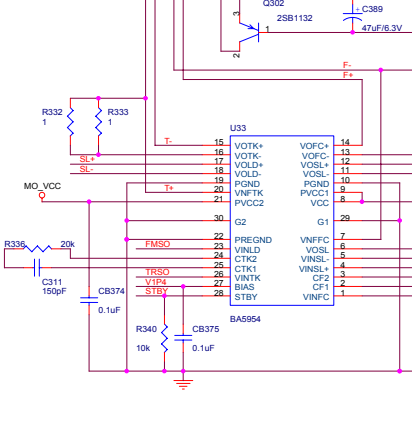 Q302
2SB1132
3
1
2
+ C389
47uF/6.3V
F-
F+
R332
1
R333
1
U33
T-
SL+
SL-
T+
MO_VCC
15 VOTK+ VOFC+ 14
16 VOTK- VOFC- 13
17 VOLD+ VOSL+ 12
18 VOLD- VOSL- 11
19 PGND PGND 10
20 VNFTK PVCC1 9
21 PVCC2 VCC 8
30 G2 G1 29
22 PREGND VNFFC 7
23 VINLD VOSL 6
24 CTK2 VINSL- 5
25 CTK1 VINSL+ 4
26 VINTK CF2 3
27 BIAS CF1 2
28 STBY VINFC 1
BA5954
FMSO
TRSO
V1P4
STBY
R336 20k
C311
150pF
CB374
0.1uF
R340
10k
CB375
0.1uF